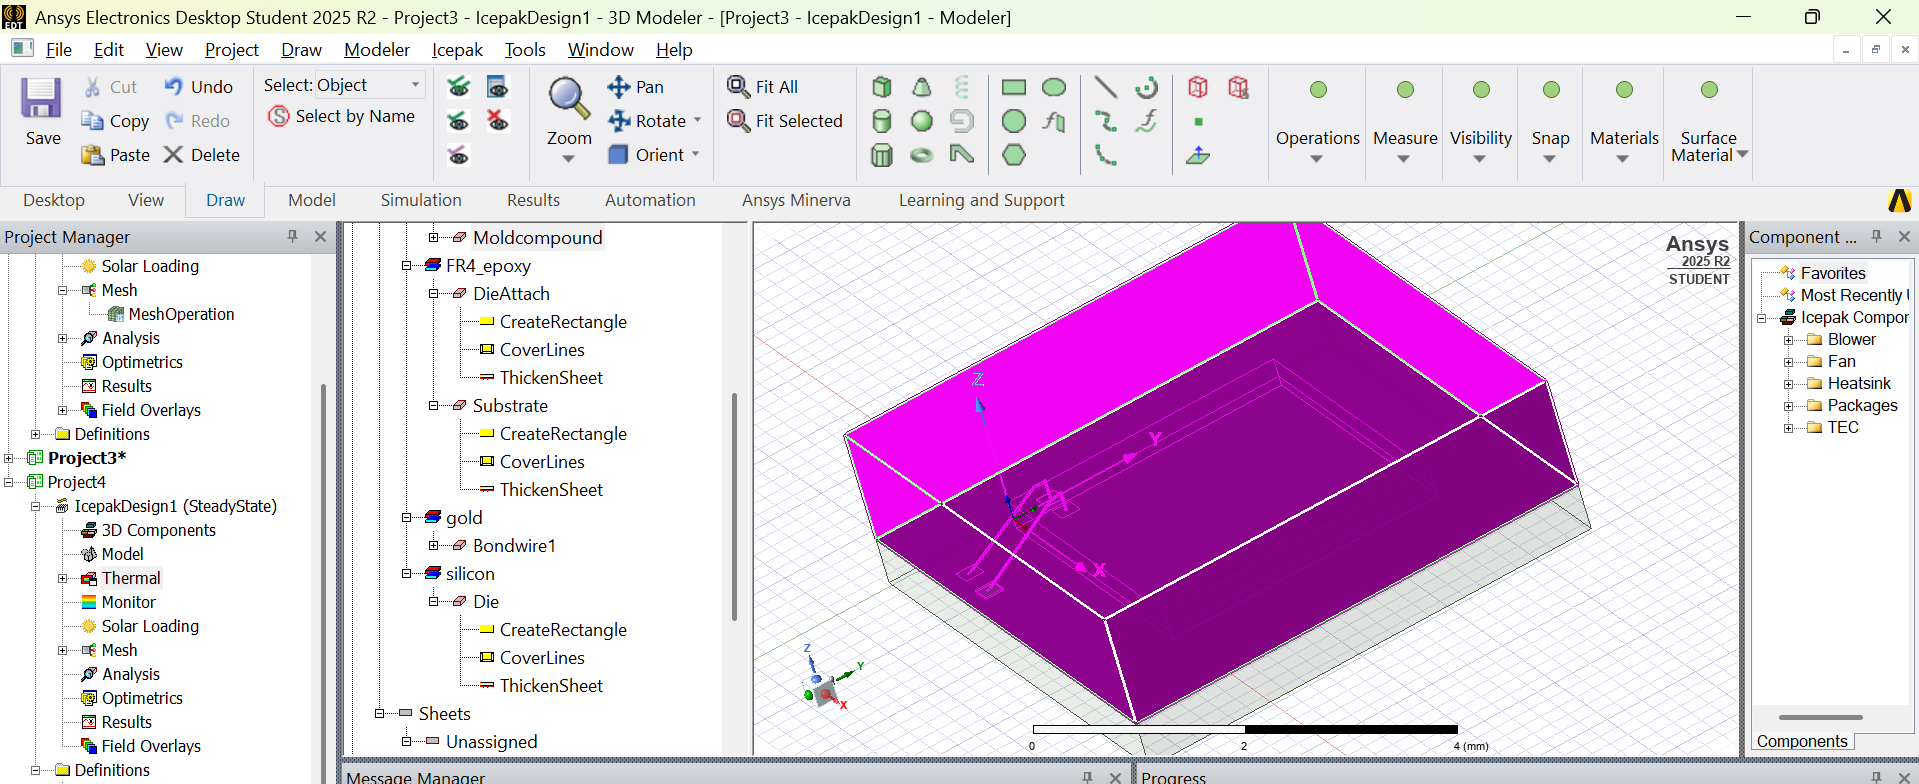 Ansys Electronics Desktop Student 2025 R2 - Project3 - IcepakDesign1 - 3D Modeler - [Project3 - IcepakDesign1 - Modeler]
File Edit View Project Draw Modeler Icepak Tools Window Help
Save
Cut
Copy
Paste
Undo
Redo
Delete
Select: Object
Select by Name
Zoom
Pan
Rotate
Orient
Fit All
Fit Selected
Operations
Measure
Visibility
Snap
Materials
Surface
Material
Desktop View Draw Model Simulation Results Automation Ansys Minerva Learning and Support
Project Manager
Solar Loading
Mesh
MeshOperation
Analysis
Optimetrics
Results
Field Overlays
Definitions
Project3*
Project4
IcepakDesign1 (SteadyState)
3D Components
Model
Thermal
Monitor
Solar Loading
Mesh
Analysis
Optimetrics
Results
Field Overlays
Definitions
Moldcompound
FR4_epoxy
DieAttach
CreateRectangle
CoverLines
ThickenSheet
Substrate
CreateRectangle
CoverLines
ThickenSheet
gold
Bondwire1
silicon
Die
CreateRectangle
CoverLines
ThickenSheet
Sheets
Unassigned
Ansys
2025 R2
STUDENT
Z
Y
X
Z
Y
X
0 2 4 (mm)
Component ...
Favorites
Most Recently
Icepak Compor
Blower
Fan
Heatsink
Packages
TEC
Components
Message Manager
Progress